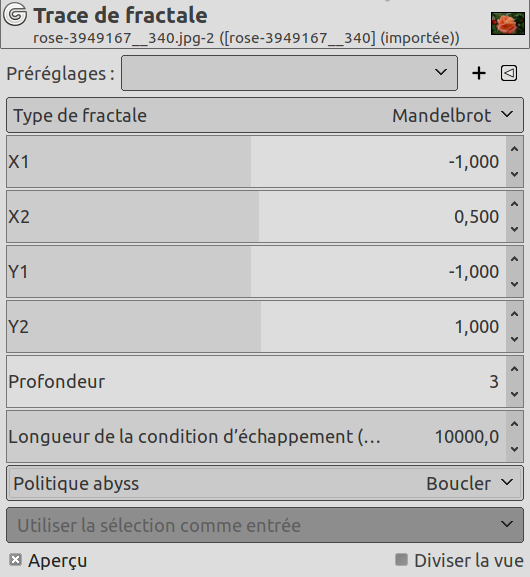 Trace de fractale
rose-3949167__340.jpg-2 ([rose-3949167__340] (importée))
Préréglages :
Type de fractale Mandelbrot
X1 -1,000
X2 0,500
Y1 -1,000
Y2 1,000
Profondeur 3
Longueur de la condition d’échappement (… 10000,0
Politique abyss Boucler
Utiliser la sélection comme entrée
Aperçu Diviser la vue